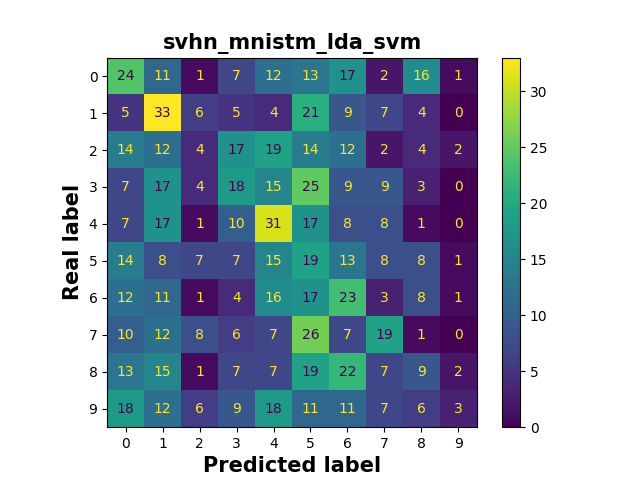 svhn_mnistm_lda_svm
0 24 11 1 7 12 13 17 2 16 1
1 5 33 6 5 4 21 9 7 4 0
2 14 12 4 17 19 14 12 2 4 2
3 7 17 4 18 15 25 9 9 3 0
4 7 17 1 10 31 17 8 8 1 0
5 14 8 7 7 15 19 13 8 8 1
6 12 11 1 4 16 17 23 3 8 1
7 10 12 8 6 7 26 7 19 1 0
8 13 15 1 7 7 19 22 7 9 2
9 18 12 6 9 18 11 11 7 6 3
0 1 2 3 4 5 6 7 8 9
Real label
Predicted label
30
25
20
15
10
5
0